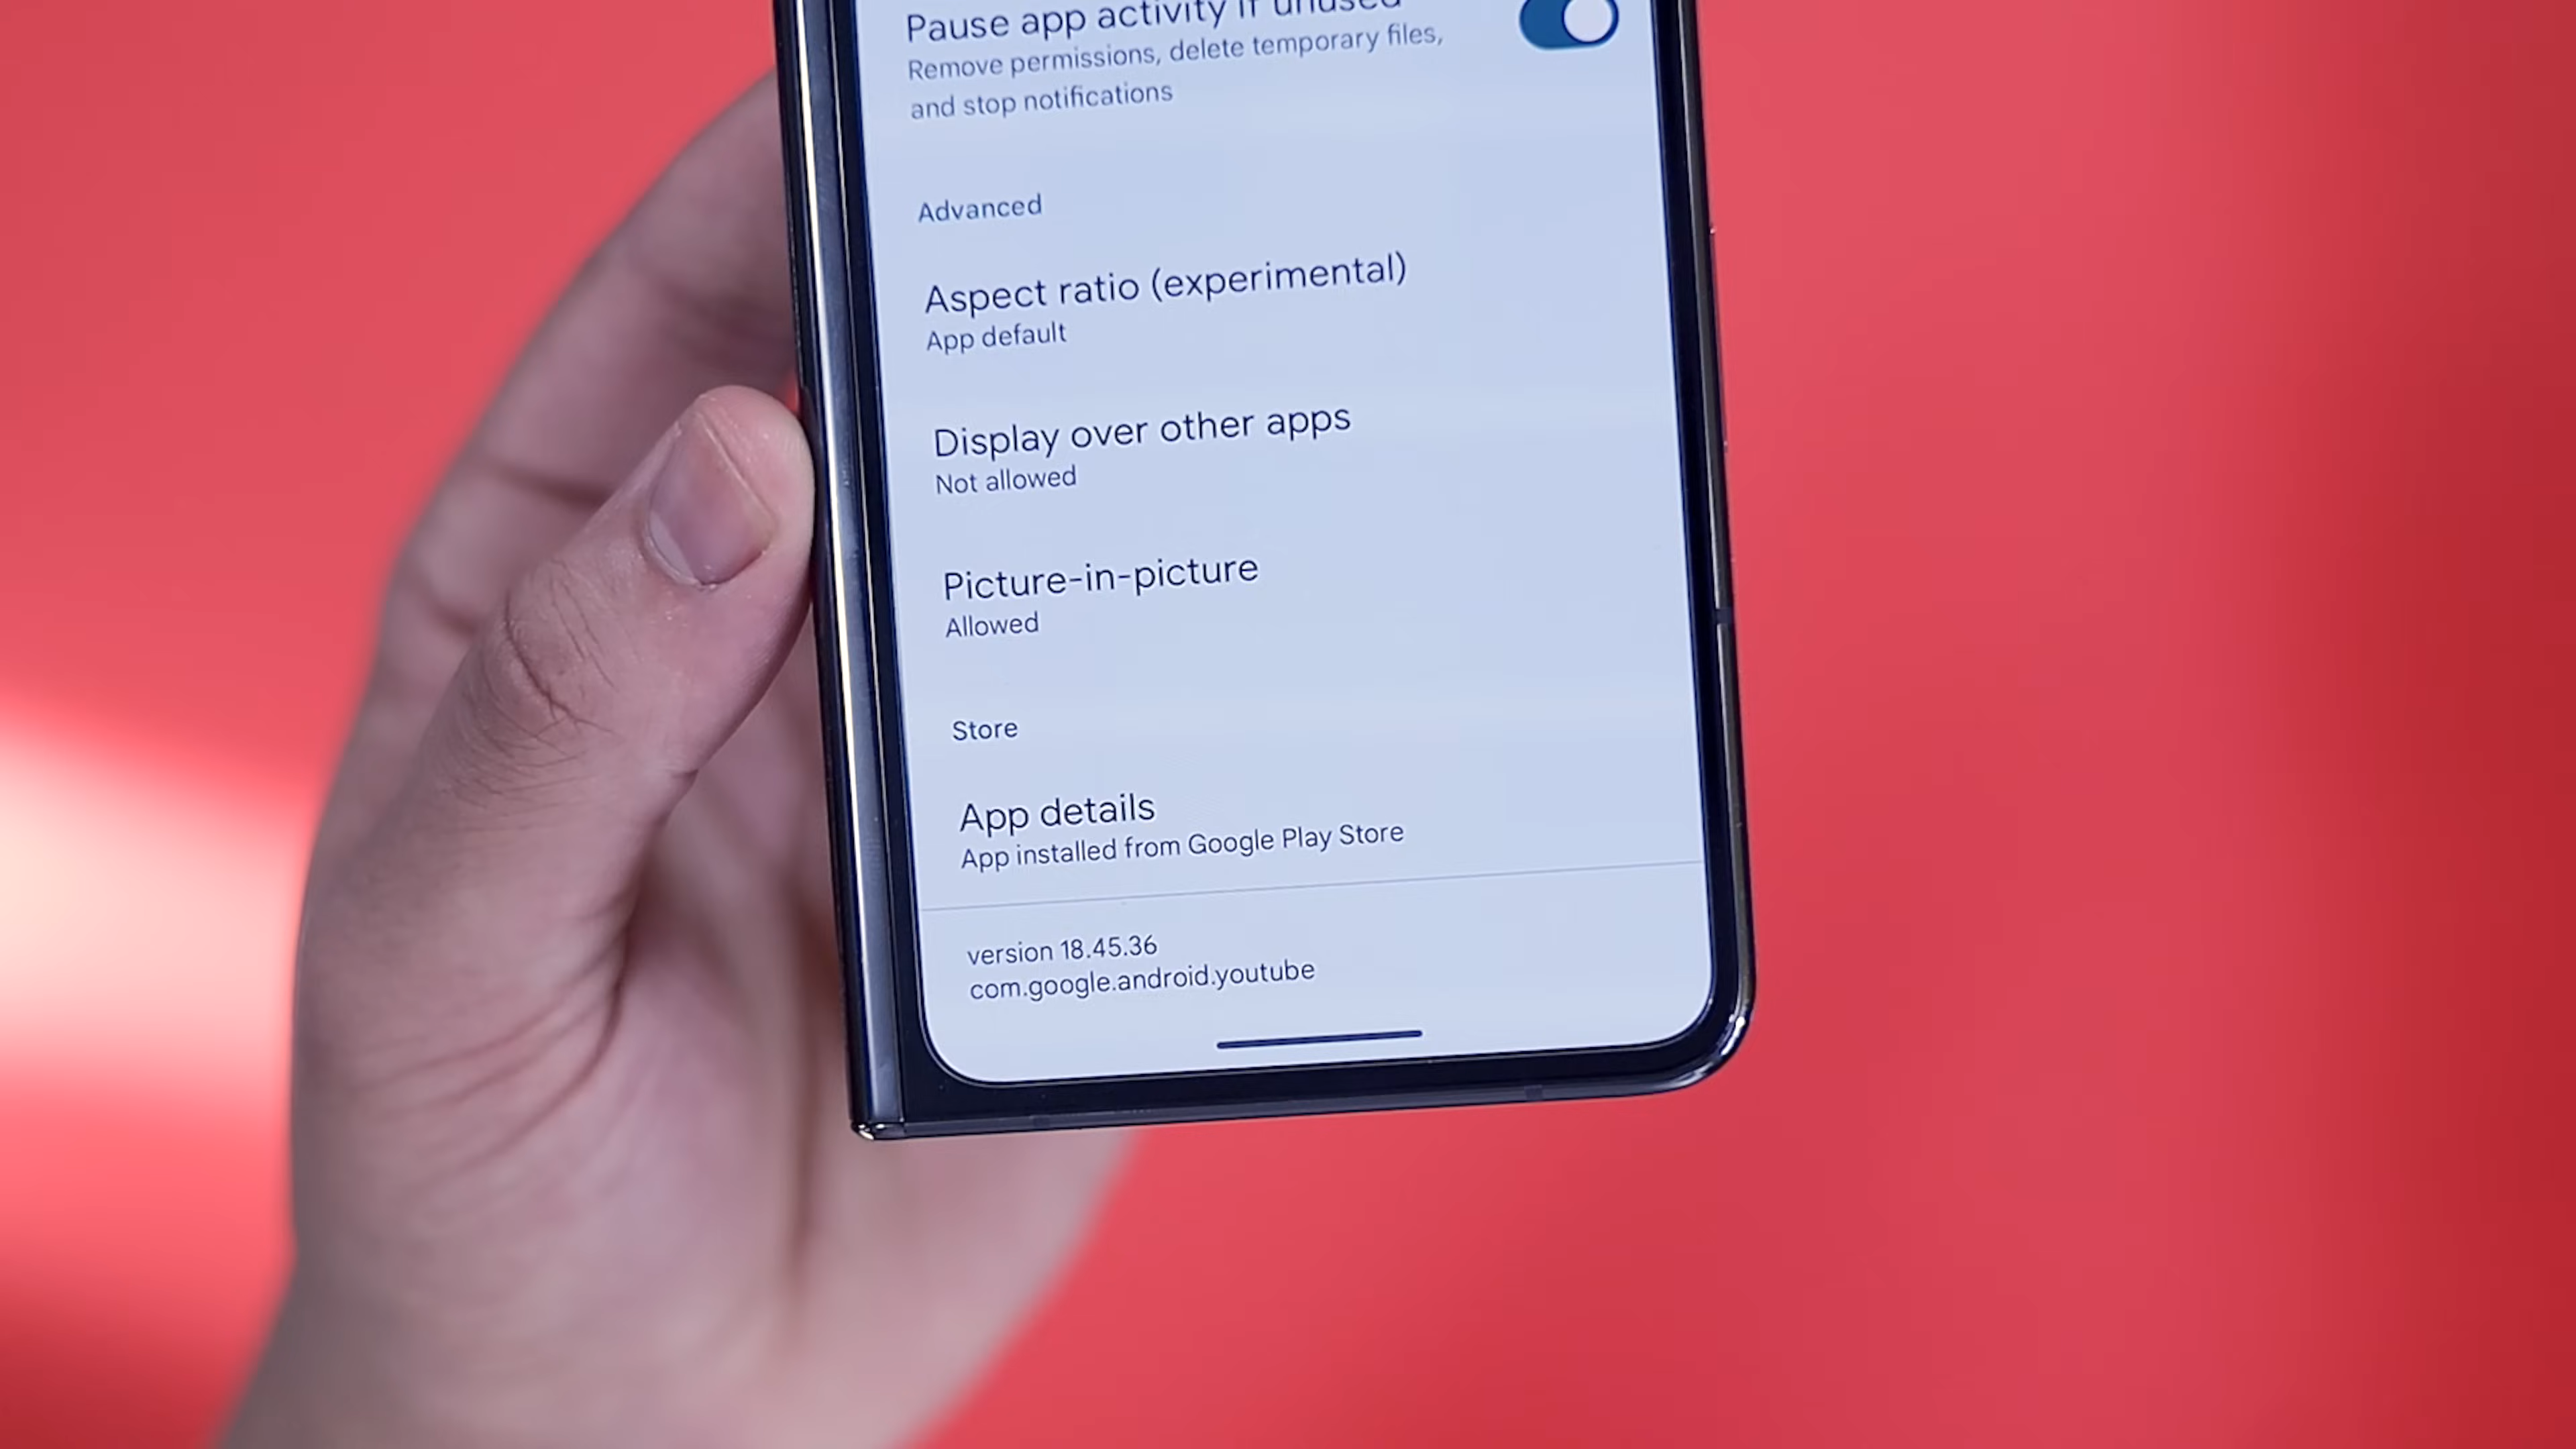 Pause app activity if unused
Remove permissions, delete temporary files,
and stop notifications
Advanced
Aspect ratio (experimental)
App default
Display over other apps
Not allowed
Picture-in-picture
Allowed
Store
App details
App installed from Google Play Store
version 18.45.36
com.google.android.youtube